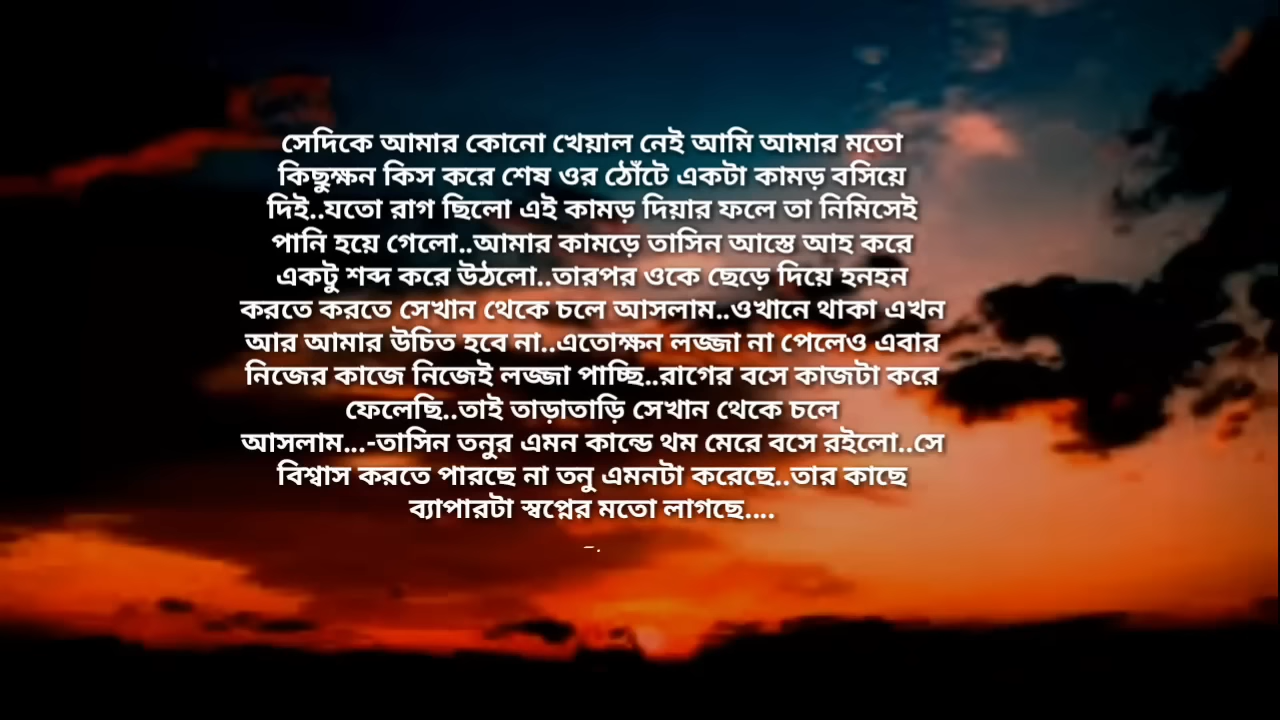 সেদিকে আমার কোনো খেয়াল নেই আমি আমার মতো
কিছুক্ষন কিস করে শেষ ওর ঠোঁটে একটা কামড় বসিয়ে
দিই..যতো রাগ ছিলো এই কামড় দিয়ার ফলে তা নিমিসেই
পানি হয়ে গেলো..আমার কামড়ে তাসিন আস্তে আহ করে
একটু শব্দ করে উঠলো..তারপর ওকে ছেড়ে দিয়ে হনহন
করতে করতে সেখান থেকে চলে আসলাম..ওখানে থাকা এখন
আর আমার উচিত হবে না..এতোক্ষন লজ্জা না পেলেও এবার
নিজের কাজে নিজেই লজ্জা পাচ্ছি..রাগের বসে কাজটা করে
ফেলেছি..তাই তাড়াতাড়ি সেখান থেকে চলে
আসলাম...-তাসিন তনুর এমন কান্ডে থম মেরে বসে রইলো..সে
বিশ্বাস করতে পারছে না তনু এমনটা করেছে..তার কাছে
ব্যাপারটা স্বপ্নের মতো লাগছে....
-.